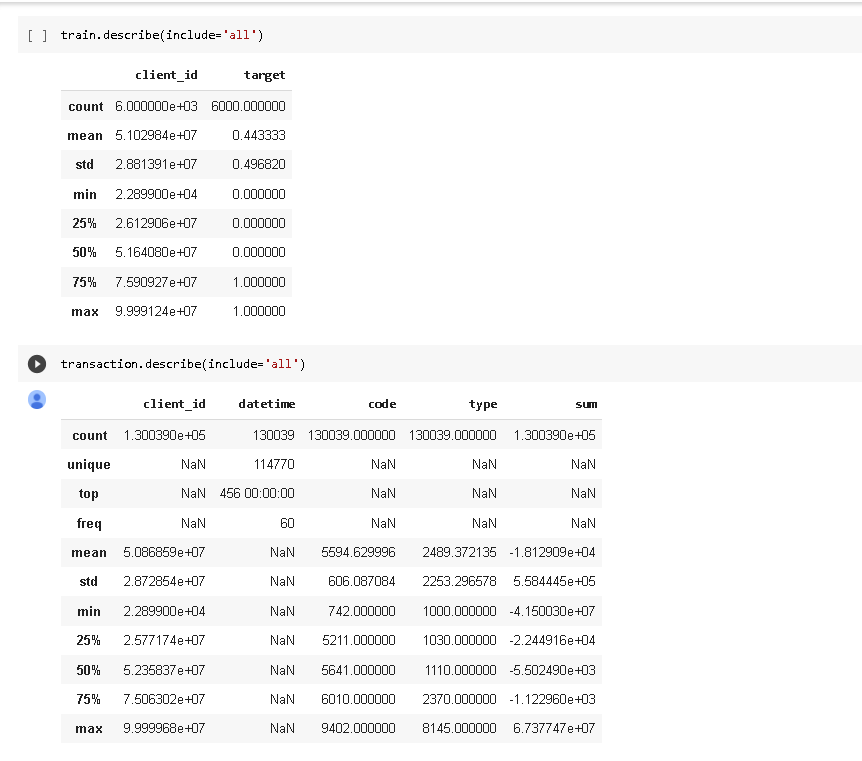 [ ] train.describe(include='all')
client_id target
count 6.000000e+03 6000.000000
mean 5.102984e+07 0.443333
std 2.881391e+07 0.496820
min 2.289900e+04 0.000000
25% 2.612906e+07 0.000000
50% 5.164080e+07 0.000000
75% 7.590927e+07 1.000000
max 9.999124e+07 1.000000
transaction.describe(include='all')
client_id datetime code type sum
count 1.300390e+05 130039 130039.000000 130039.000000 1.300390e+05
unique NaN 114770 NaN NaN NaN
top NaN 456 00:00:00 NaN NaN NaN
freq NaN 60 NaN NaN NaN
mean 5.086859e+07 NaN 5594.629996 2489.372135 -1.812909e+04
std 2.872854e+07 NaN 606.087084 2253.296578 5.584445e+05
min 2.289900e+04 NaN 742.000000 1000.000000 -4.150030e+07
25% 2.577174e+07 NaN 5211.000000 1030.000000 -2.244916e+04
50% 5.235837e+07 NaN 5641.000000 1110.000000 -5.502490e+03
75% 7.506302e+07 NaN 6010.000000 2370.000000 -1.122960e+03
max 9.999968e+07 NaN 9402.000000 8145.000000 6.737747e+07